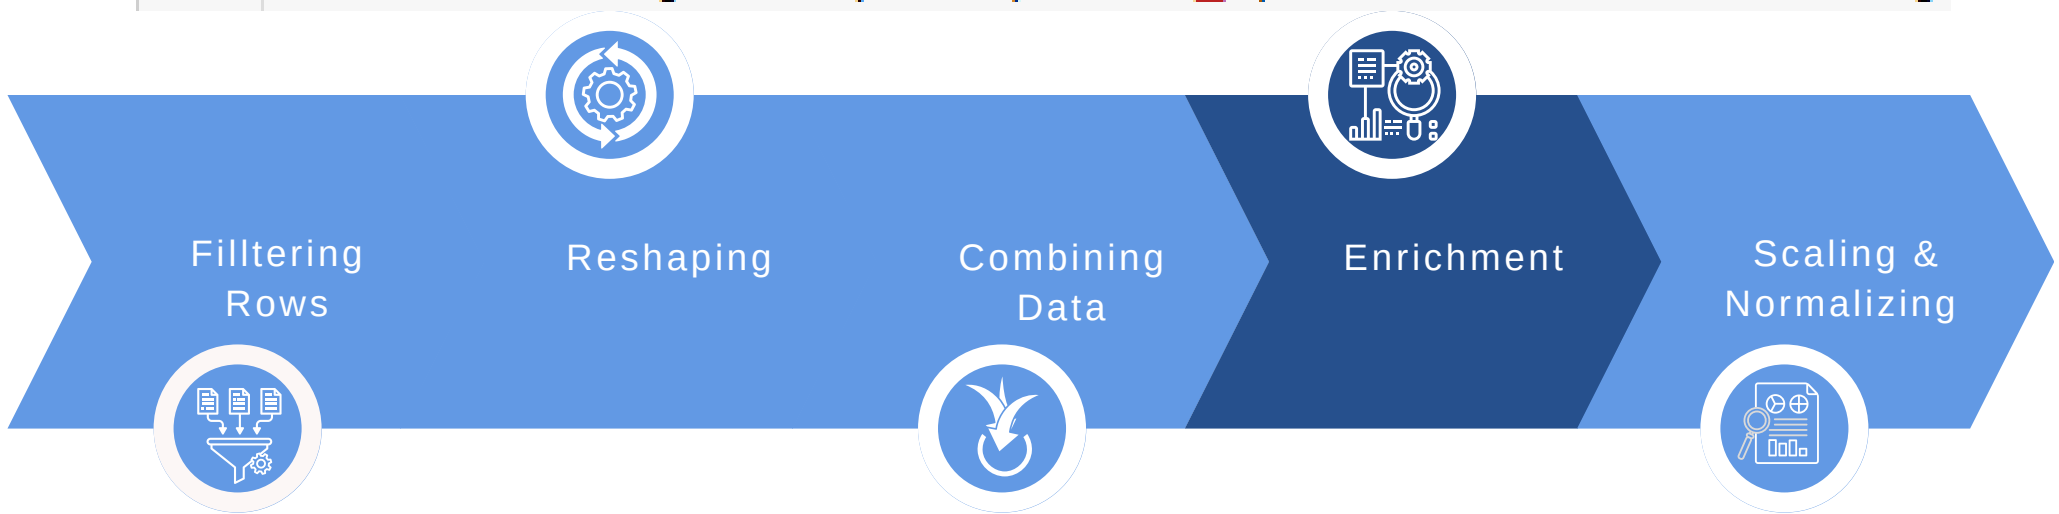 Filltering
Rows
Reshaping
Combining
Data
Enrichment
Scaling &
Normalizing